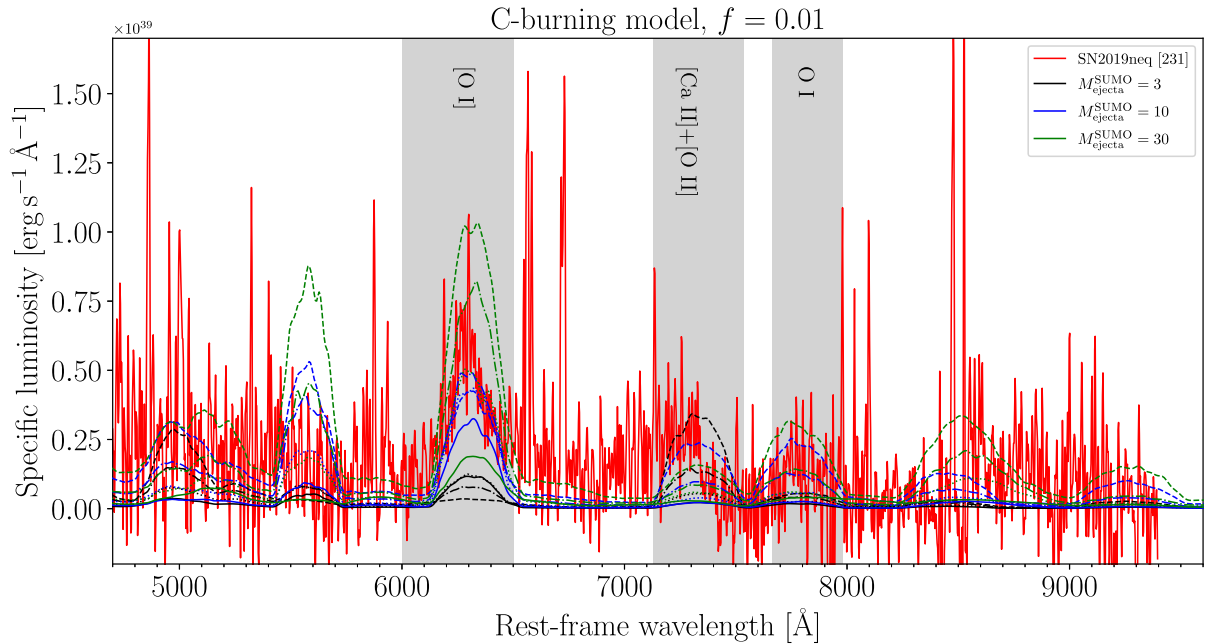 C-burning model, f = 0.01
×10³⁹
SN2019neq [231]
M_ejecta^SUMO = 3
M_ejecta^SUMO = 10
M_ejecta^SUMO = 30
[O I]
[Ca II]+[O II]
O I
Specific luminosity [erg s⁻¹ Å⁻¹]
1.50
1.25
1.00
0.75
0.50
0.25
0.00
5000 6000 7000 8000 9000
Rest-frame wavelength [Å]